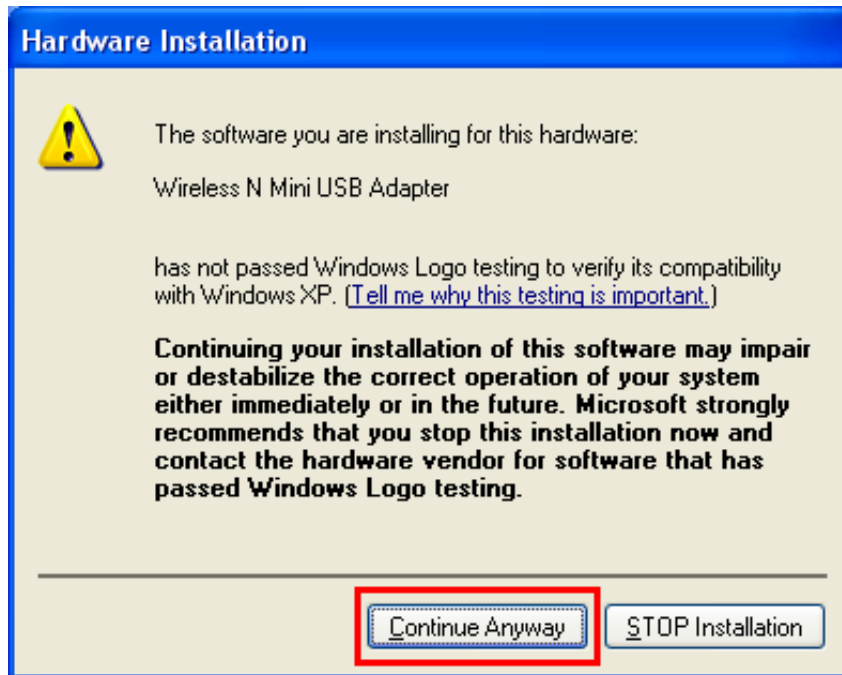 Hardware Installation
The software you are installing for this hardware:
Wireless N Mini USB Adapter
has not passed Windows Logo testing to verify its compatibility
with Windows XP. (Tell me why this testing is important.)
Continuing your installation of this software may impair
or destabilize the correct operation of your system
either immediately or in the future. Microsoft strongly
recommends that you stop this installation now and
contact the hardware vendor for software that has
passed Windows Logo testing.
Continue Anyway
STOP Installation